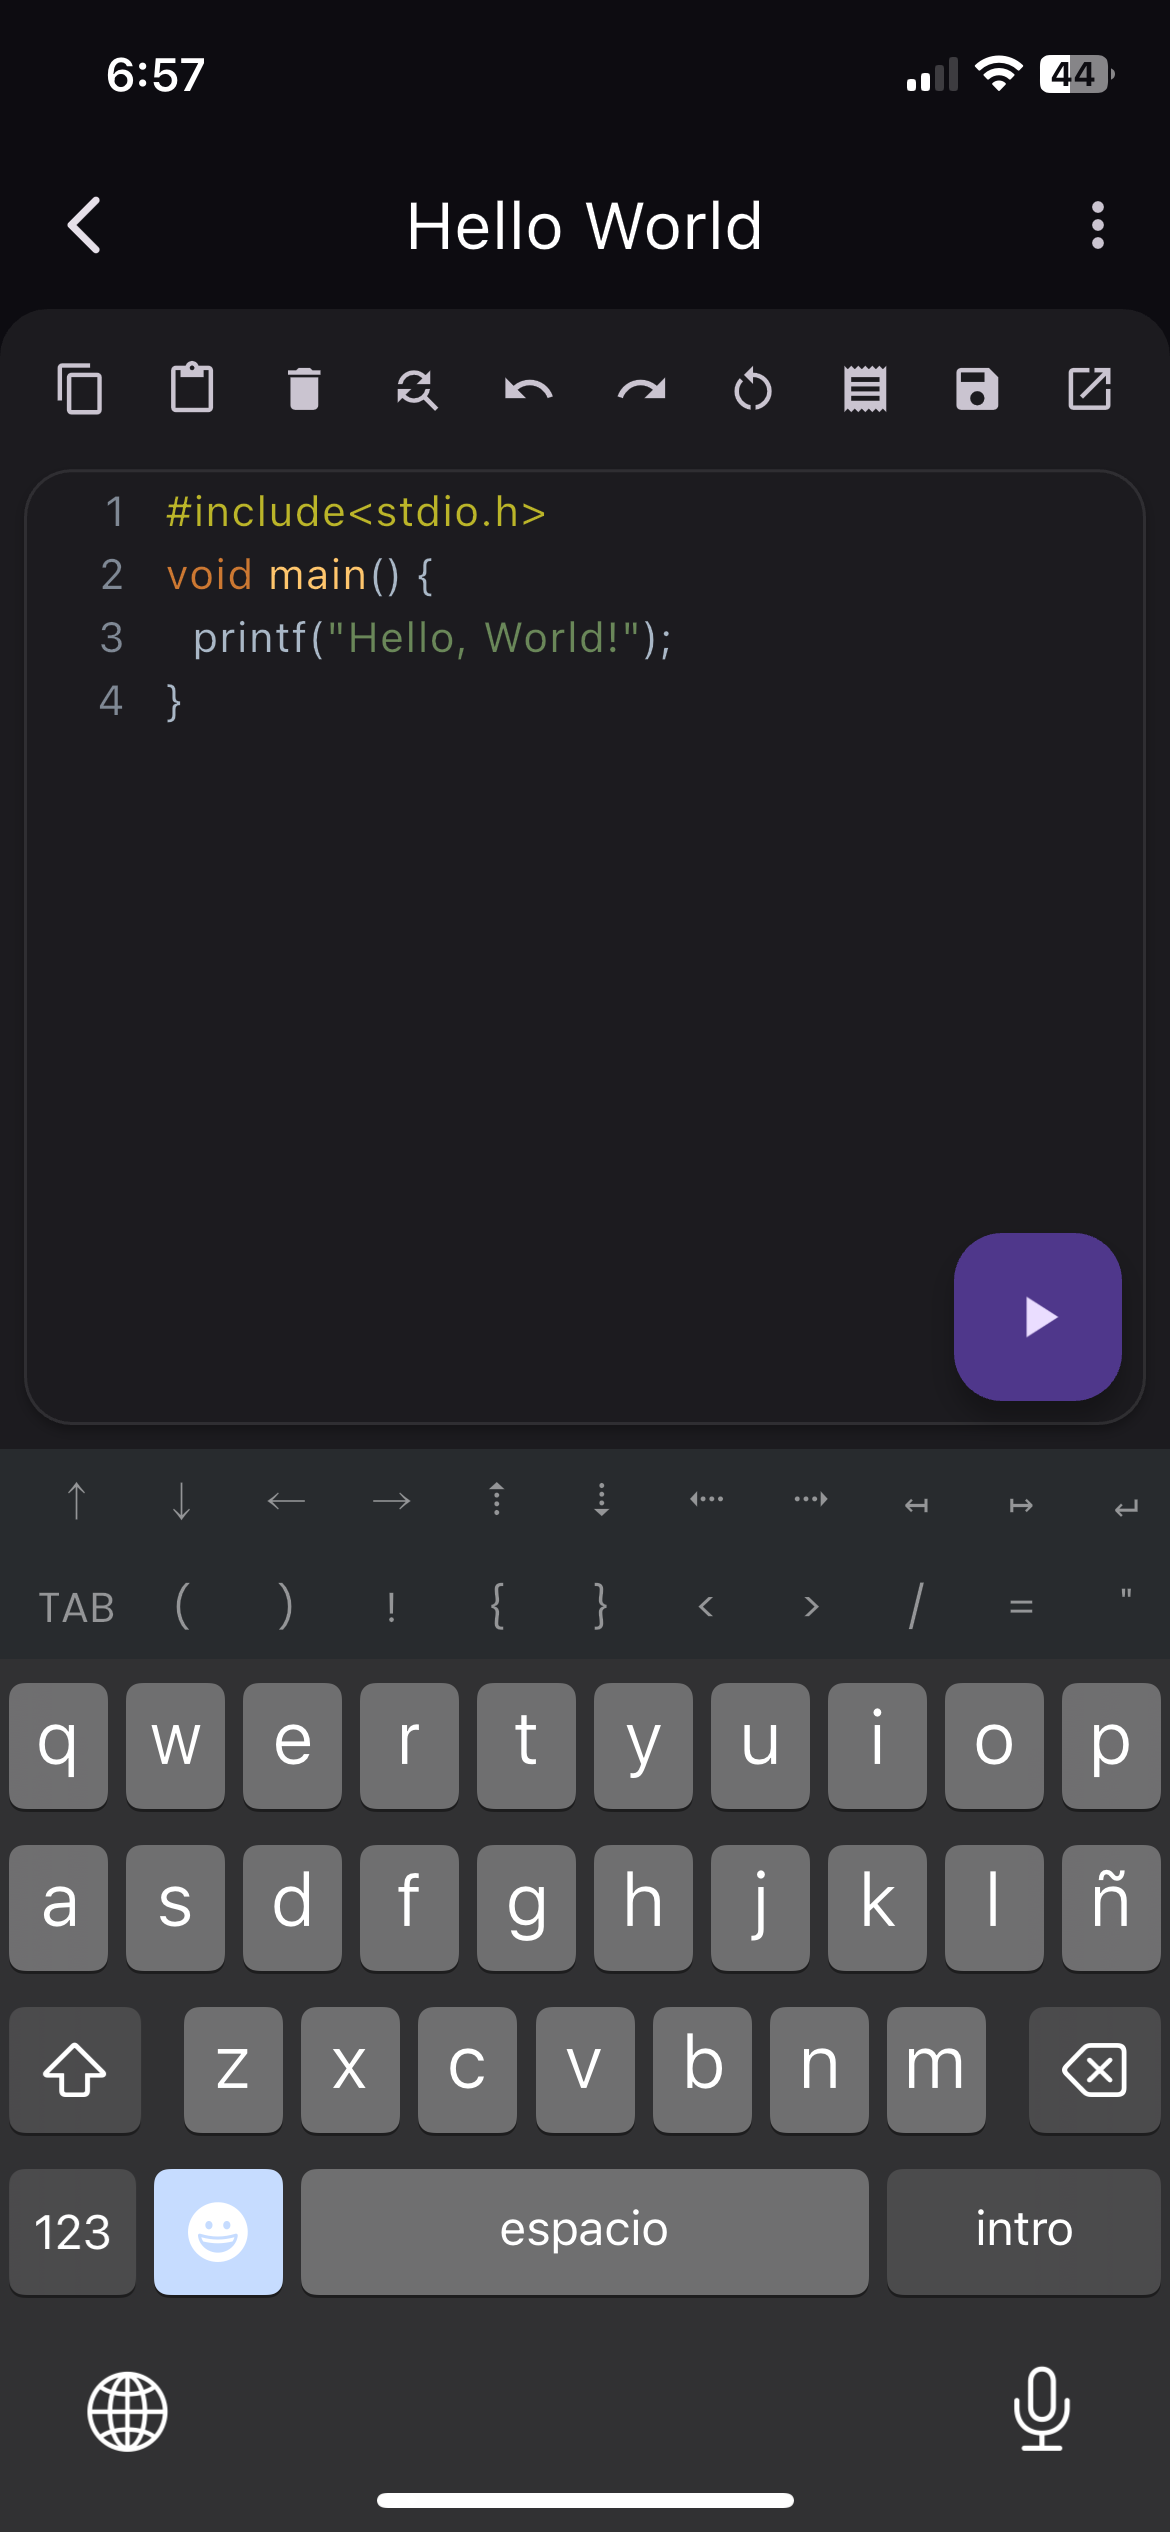 6:57
44
Hello World
1 #include<stdio.h>
2 void main() {
3   printf("Hello, World!");
4 }
↑ ↓ ← → ⇡ ⇣ ⇠ ⇢ ↤ ↦ ↵
TAB ( ) ! { } < > / = "
q w e r t y u i o p
a s d f g h j k l ñ
z x c v b n m
123 espacio intro